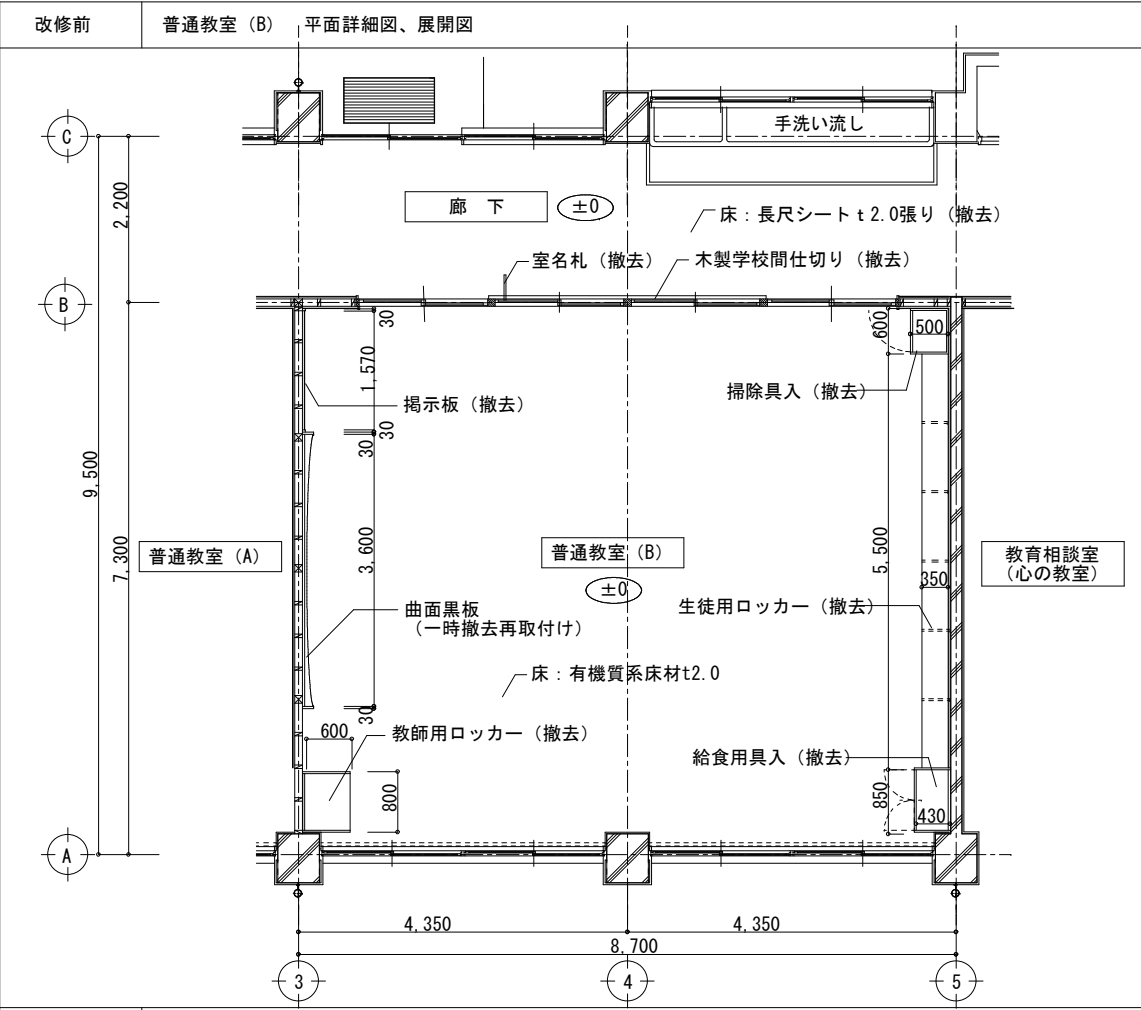 改修前
普通教室（B） 平面詳細図、展開図
手洗い流し
C
2,200
廊 下
±0
床：長尺シートｔ2.0張り（撤去）
室名札（撤去）
木製学校間仕切り（撤去）
B
30
600
500
1,570
掲示板（撤去）
掃除具入（撤去）
30
30
9,500
7,300
3,600
5,500
普通教室（A）
普通教室（B）
±0
教育相談室
（心の教室）
350
曲面黒板
（一時撤去再取付け）
生徒用ロッカー（撤去）
床：有機質系床材t2.0
30
600
教師用ロッカー（撤去）
給食用具入（撤去）
800
850
430
A
4,350
4,350
8,700
3
4
5